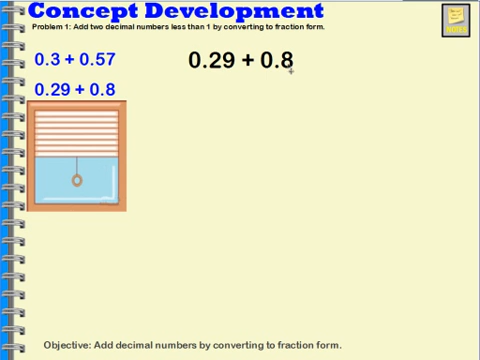 Concept Development
Problem 1: Add two decimal numbers less than 1 by converting to fraction form.
0.3 + 0.57
0.29 + 0.8
0.29 + 0.8
Objective: Add decimal numbers by converting to fraction form.